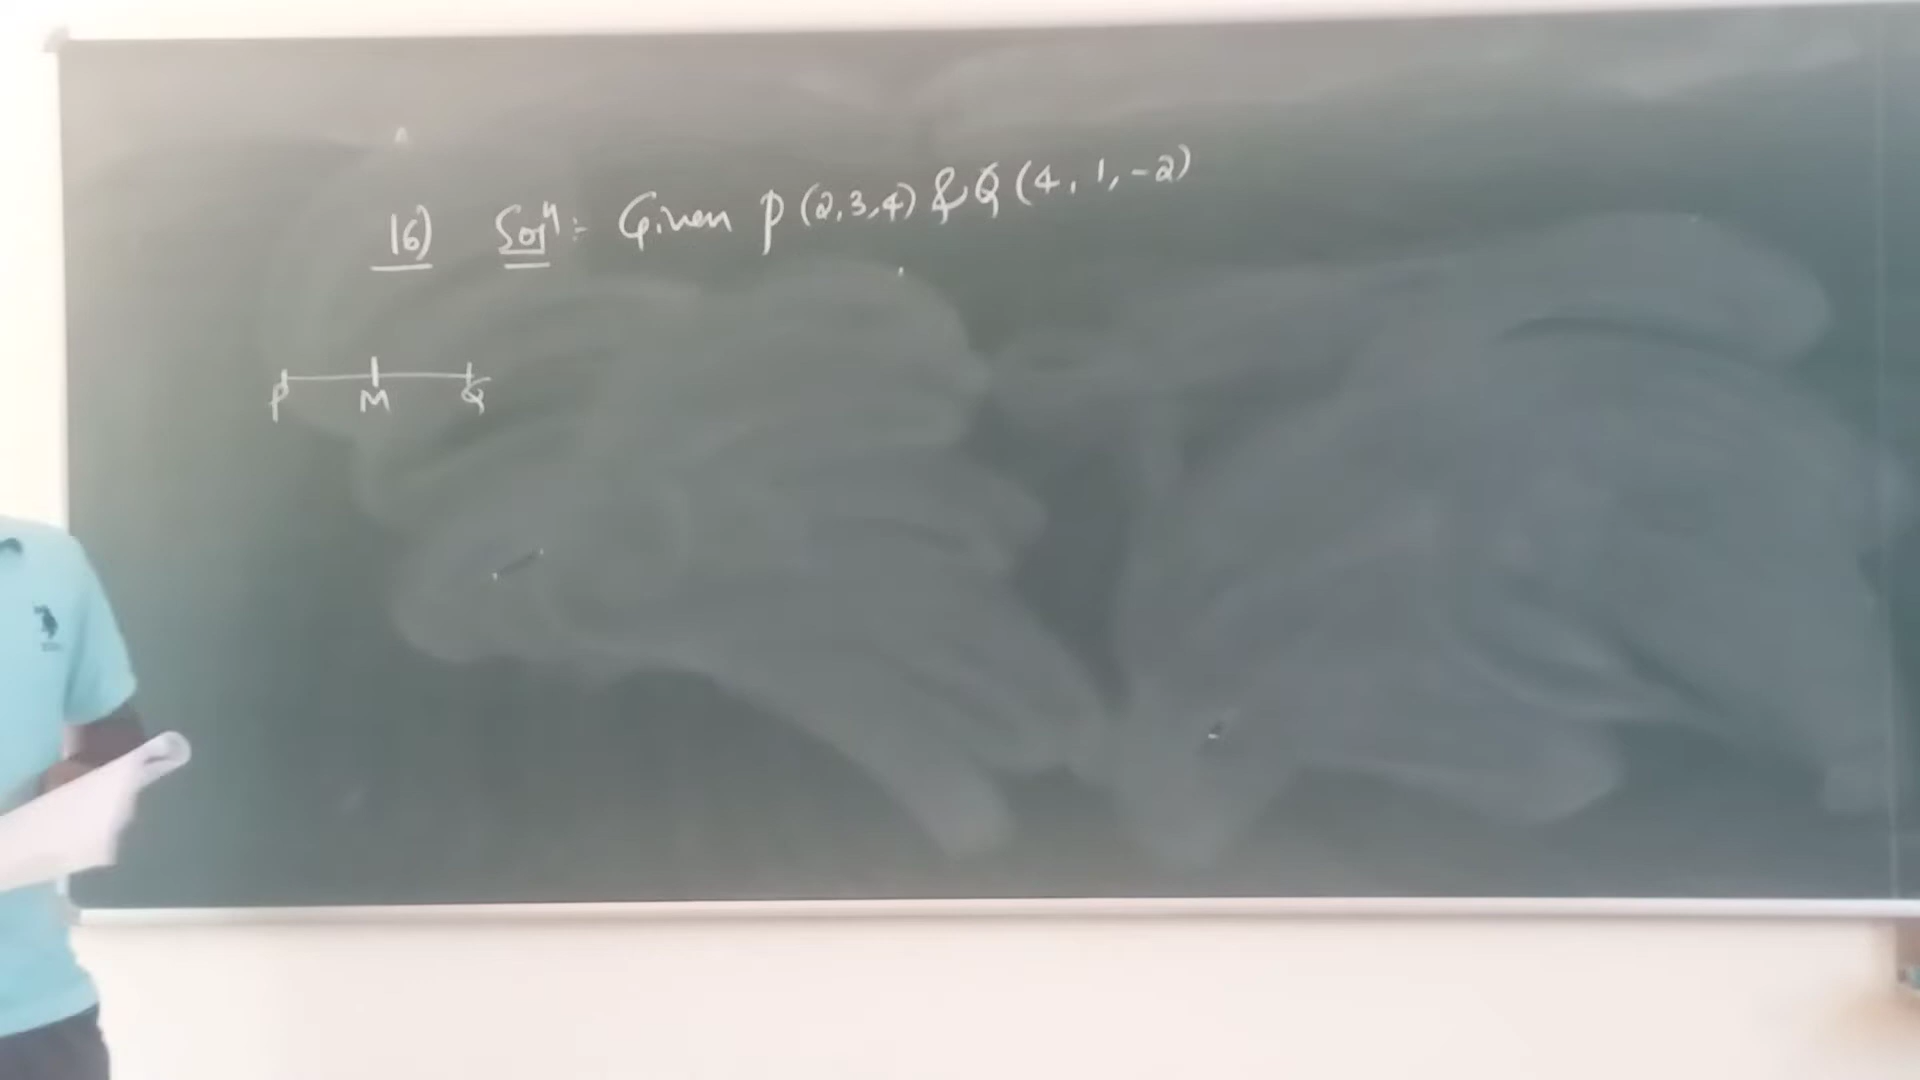 16) Solⁿ:- Given P (2,3,4) & Q (4, 1, -2)
P M Q